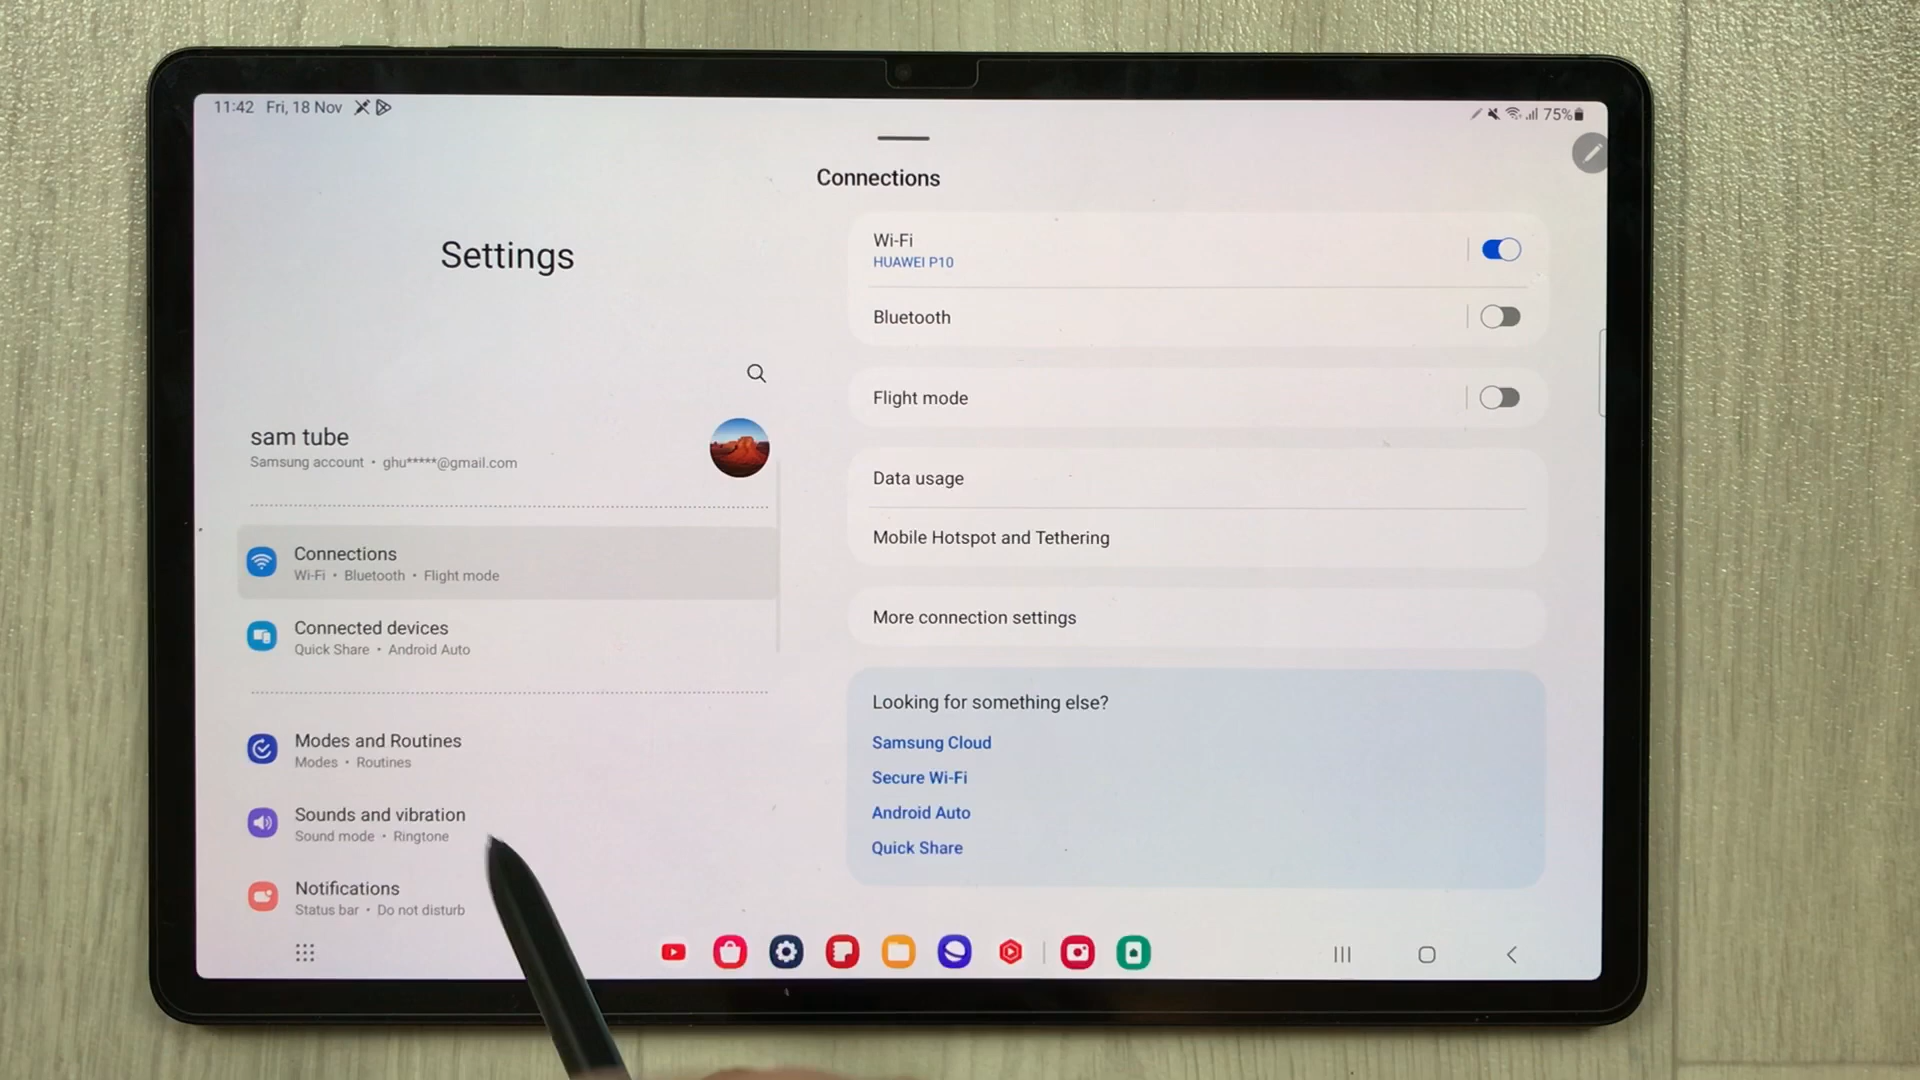 11:42 Fri, 18 Nov
75%
Settings
sam tube
Samsung account • ghu*****@gmail.com
Connections
Wi-Fi • Bluetooth • Flight mode
Connected devices
Quick Share • Android Auto
Modes and Routines
Modes • Routines
Sounds and vibration
Sound mode • Ringtone
Notifications
Status bar • Do not disturb
Connections
Wi-Fi
HUAWEI P10
Bluetooth
Flight mode
Data usage
Mobile Hotspot and Tethering
More connection settings
Looking for something else?
Samsung Cloud
Secure Wi-Fi
Android Auto
Quick Share